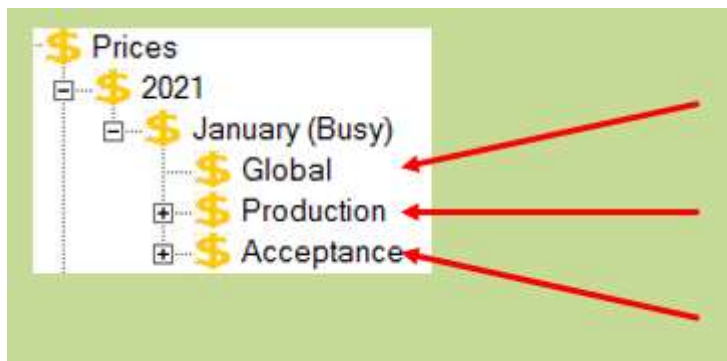 Prices
2021
January (Busy)
Global
Production
Acceptance